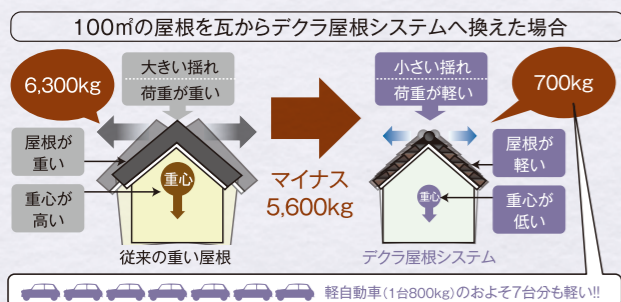 100㎡の屋根を瓦からデクラ屋根システムへ換えた場合
6,300kg
大きい揺れ
荷重が重い
屋根が
重い
重心が
高い
重心
従来の重い屋根
マイナス
5,600kg
小さい揺れ
荷重が軽い
700kg
屋根が
軽い
重心が
低い
重心
デクラ屋根システム
軽自動車(1台800kg)のおよそ7台分も軽い!!